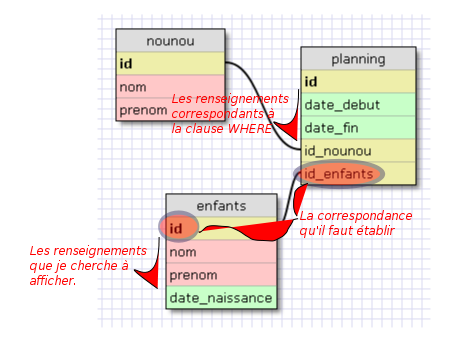 nounou
id
nom
prenom
planning
id
date_debut
date_fin
id_nounou
id_enfants
Les renseignements
correspondants à
la clause WHERE
enfants
id
nom
prenom
date_naissance
La correspondance
qu'il faut établir
Les renseignements
que je cherche à
afficher.